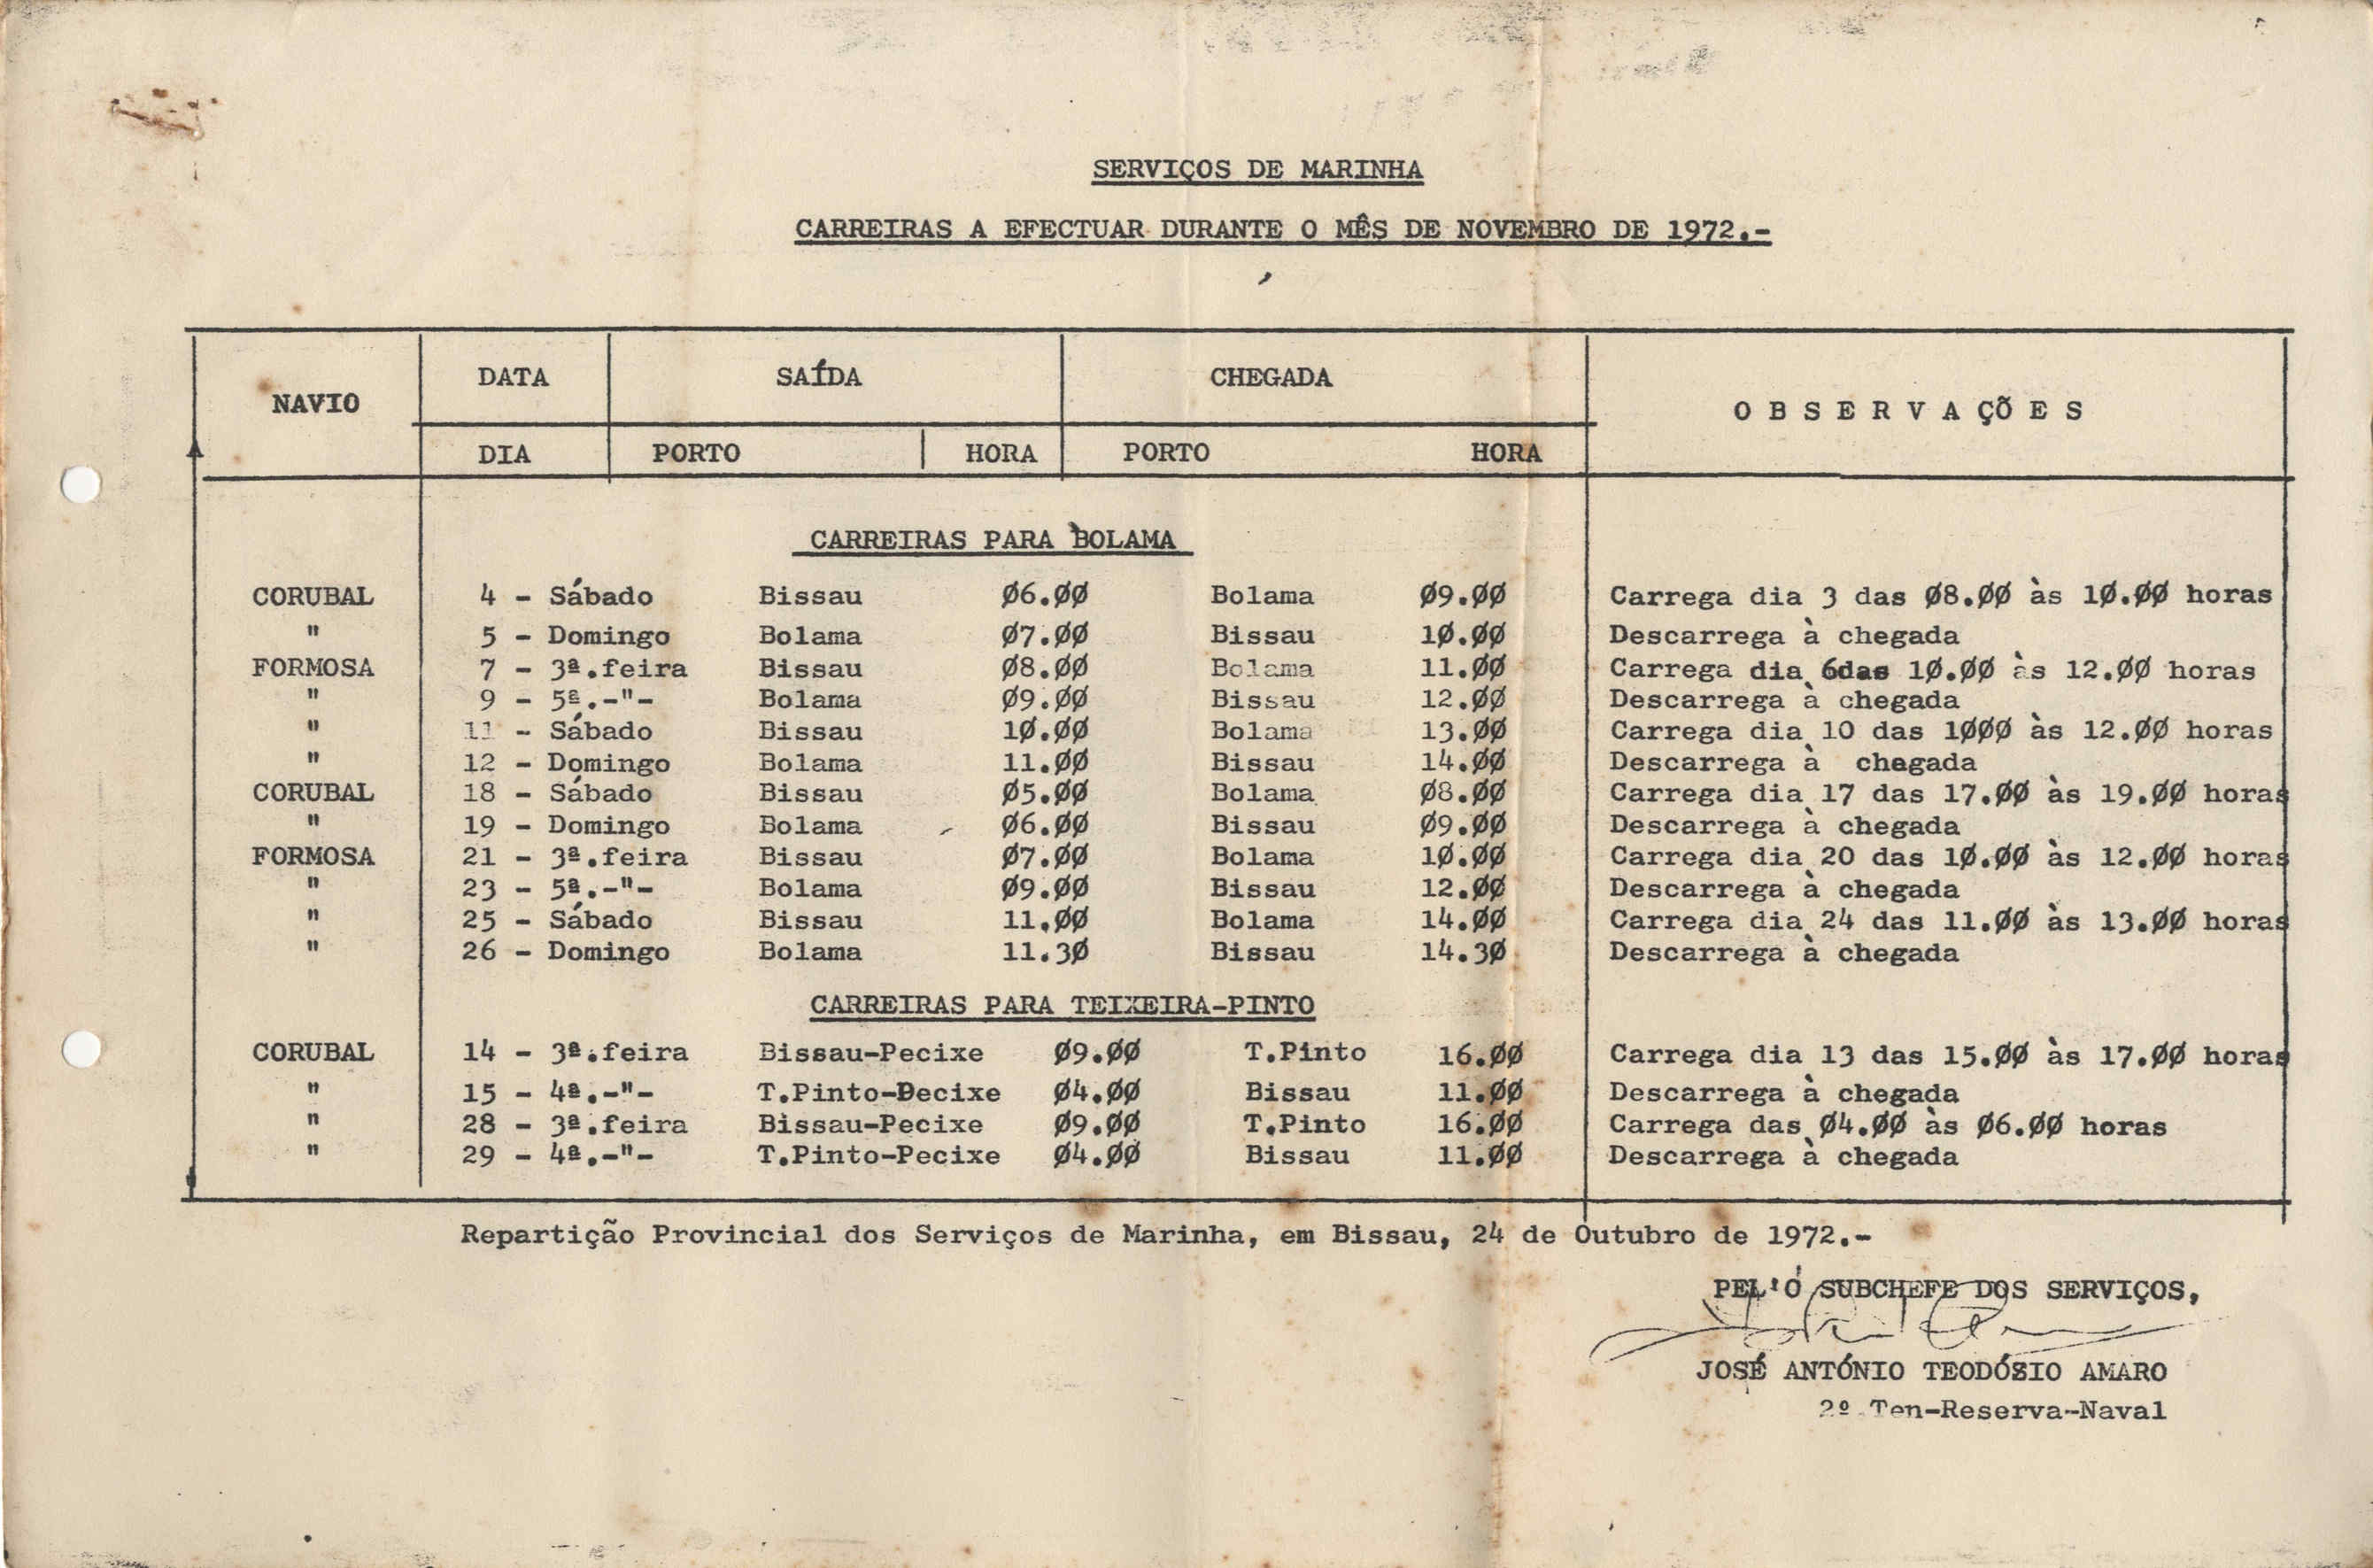 SERVIÇOS DE MARINHA
CARREIRAS A EFECTUAR DURANTE O MÊS DE NOVEMBRO DE 1972.-
NAVIO DATA SAÍDA CHEGADA OBSERVAÇÕES
DIA PORTO HORA PORTO HORA
CARREIRAS PARA BOLAMA
CORUBAL 4 - Sábado Bissau Ø6.ØØ Bolama Ø9.ØØ Carrega dia 3 das Ø8.ØØ às 1Ø.ØØ horas
" 5 - Domingo Bolama Ø7.ØØ Bissau 1Ø.ØØ Descarrega à chegada
FORMOSA 7 - 3ª.feira Bissau Ø8.ØØ Bolama 11.ØØ Carrega dia 6das 1Ø.ØØ às 12.ØØ horas
" 9 - 5ª.-"- Bolama Ø9.ØØ Bissau 12.ØØ Descarrega à chegada
" 11 - Sábado Bissau 1Ø.ØØ Bolama 13.ØØ Carrega dia 10 das 1ØØØ às 12.ØØ horas
" 12 - Domingo Bolama 11.ØØ Bissau 14.ØØ Descarrega à chegada
CORUBAL 18 - Sábado Bissau Ø5.ØØ Bolama Ø8.ØØ Carrega dia 17 das 17.ØØ às 19.ØØ horas
" 19 - Domingo Bolama Ø6.ØØ Bissau Ø9.ØØ Descarrega à chegada
FORMOSA 21 - 3ª.feira Bissau Ø7.ØØ Bolama 1Ø.ØØ Carrega dia 20 das 1Ø.ØØ às 12.ØØ horas
" 23 - 5ª.-"- Bolama Ø9.ØØ Bissau 12.ØØ Descarrega à chegada
" 25 - Sábado Bissau 11.ØØ Bolama 14.ØØ Carrega dia 24 das 11.ØØ às 13.ØØ horas
" 26 - Domingo Bolama 11.3Ø Bissau 14.3Ø Descarrega à chegada
CARREIRAS PARA TEIXEIRA-PINTO
CORUBAL 14 - 3ª.feira Bissau-Pecixe Ø9.ØØ T.Pinto 16.ØØ Carrega dia 13 das 15.ØØ às 17.ØØ horas
" 15 - 4ª.-"- T.Pinto-Pecixe Ø4.ØØ Bissau 11.ØØ Descarrega à chegada
" 28 - 3ª.feira Bissau-Pecixe Ø9.ØØ T.Pinto 16.ØØ Carrega das Ø4.ØØ às Ø6.ØØ horas
" 29 - 4ª.-"- T.Pinto-Pecixe Ø4.ØØ Bissau 11.ØØ Descarrega à chegada
Repartição Provincial dos Serviços de Marinha, em Bissau, 24 de Outubro de 1972.-
PEL'O SUBCHEFE DOS SERVIÇOS,
JOSÉ ANTÓNIO TEODÓSIO AMARO
2º.Ten-Reserva-Naval